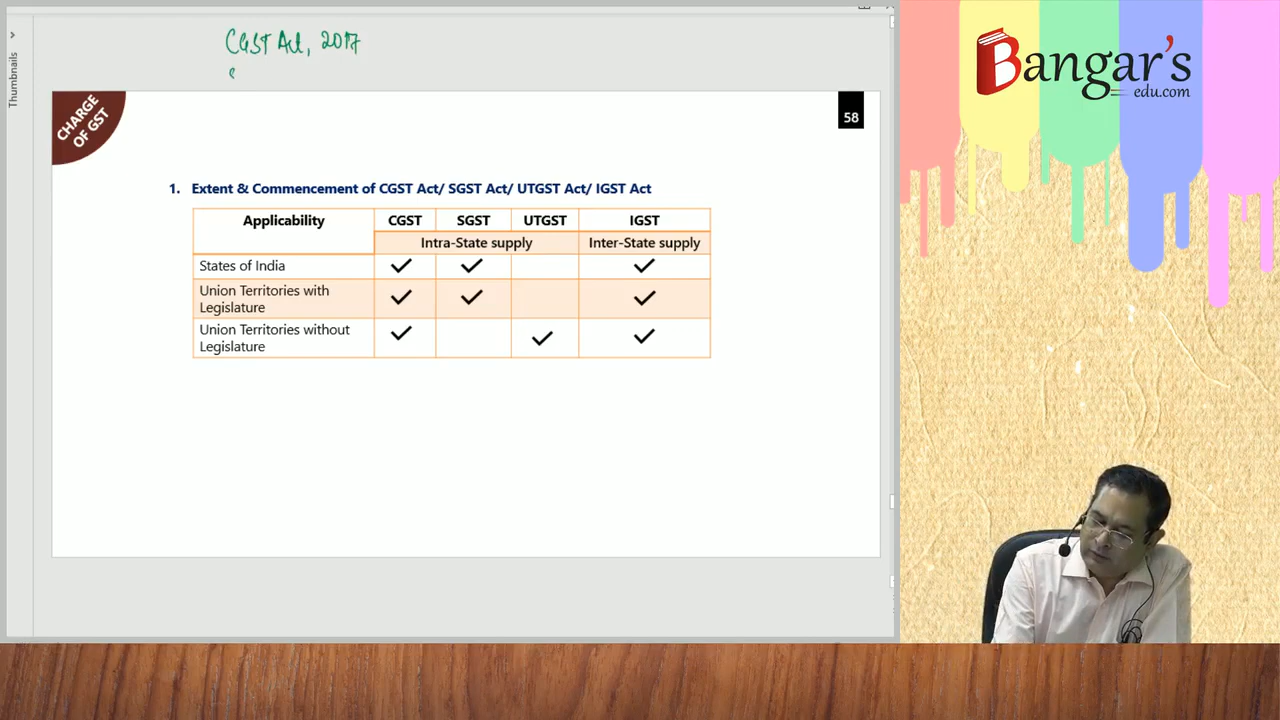 CGST Act, 2017
Thumbnails
CHARGE
OF GST
58
1. Extent & Commencement of CGST Act/ SGST Act/ UTGST Act/ IGST Act
Applicability CGST SGST UTGST IGST
Intra-State supply Inter-State supply
States of India ✓ ✓ ✓
Union Territories with
Legislature ✓ ✓ ✓
Union Territories without
Legislature ✓ ✓ ✓
Bangar's
edu.com